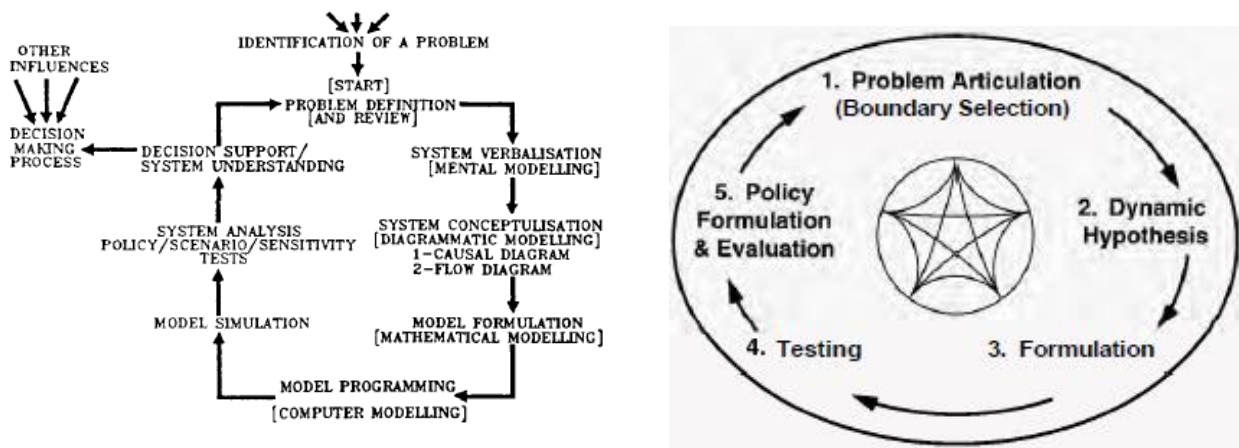 IDENTIFICATION OF A PROBLEM
OTHER
INFLUENCES
[START]
PROBLEM DEFINITION
[AND REVIEW]
DECISION
MAKING
PROCESS
DECISION SUPPORT/
SYSTEM UNDERSTANDING
SYSTEM VERBALISATION
[MENTAL MODELLING]
SYSTEM ANALYSIS
POLICY/SCENARIO/SENSITIVITY
TESTS
SYSTEM CONCEPTULISATION
[DIAGRAMMATIC MODELLING]
1-CAUSAL DIAGRAM
2-FLOW DIAGRAM
MODEL SIMULATION
MODEL FORMULATION
[MATHEMATICAL MODELLING]
MODEL PROGRAMMING
[COMPUTER MODELLING]
1. Problem Articulation
(Boundary Selection)
2. Dynamic
Hypothesis
3. Formulation
4. Testing
5. Policy
Formulation
& Evaluation